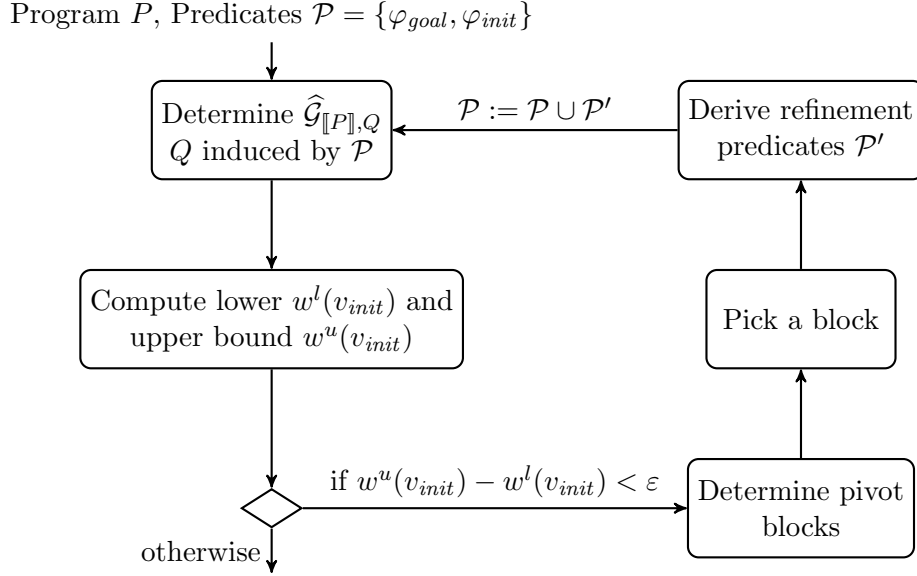 Program P, Predicates 𝒫 = {φ_goal, φ_init}
Determine 𝒢̂_⟦P⟧,Q
Q induced by 𝒫
𝒫 := 𝒫 ∪ 𝒫′
Derive refinement
predicates 𝒫′
Compute lower w^l(v_init) and
upper bound w^u(v_init)
Pick a block
if w^u(v_init) − w^l(v_init) < ε
Determine pivot
blocks
otherwise